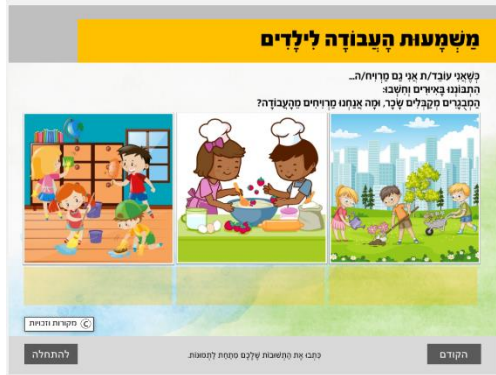 מַשְׁמָעוּת הָעֲבוֹדָה לִילָדִים
כְּשֶׁאֲנִי עוֹבֵד/ת אֲנִי גַם מַרְוִיחַ/ה...
הִתְבּוֹנְנוּ בָּאִיּוּרִים וְחִשְׁבוּ:
הַמְבֻגָּרִים מְקַבְּלִים שָׂכָר, וּמָה אֲנַחְנוּ מַרְוִיחִים מֵהָעֲבוֹדָה?
מקורות וזכויות
הקודם
כִּתְבוּ אֶת הַתְּשׁוּבוֹת שֶׁלָּכֶם מִתַּחַת לַתְּמוּנוֹת.
להתחלה